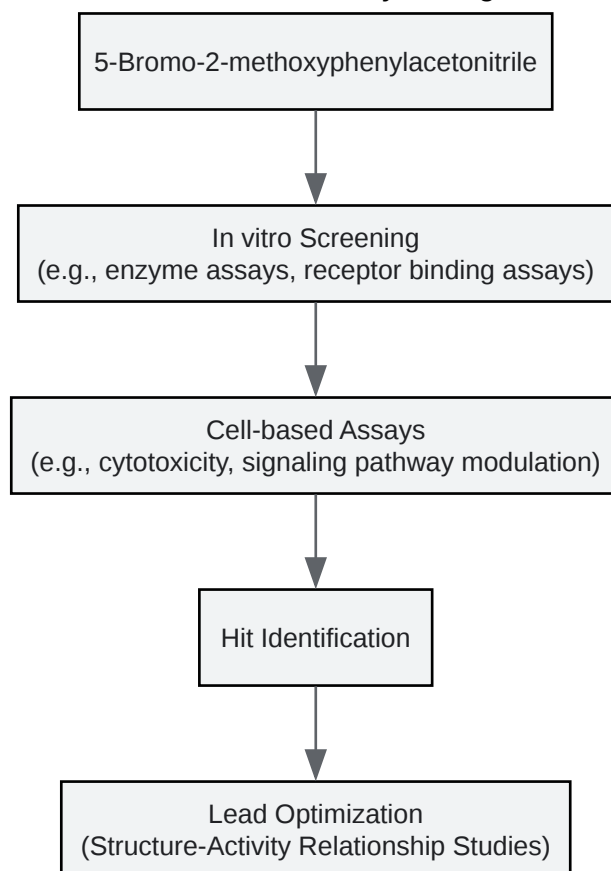 5-Bromo-2-methoxyphenylacetonitrile
In vitro Screening
(e.g., enzyme assays, receptor binding assays)
Cell-based Assays
(e.g., cytotoxicity, signaling pathway modulation)
Hit Identification
Lead Optimization
(Structure-Activity Relationship Studies)